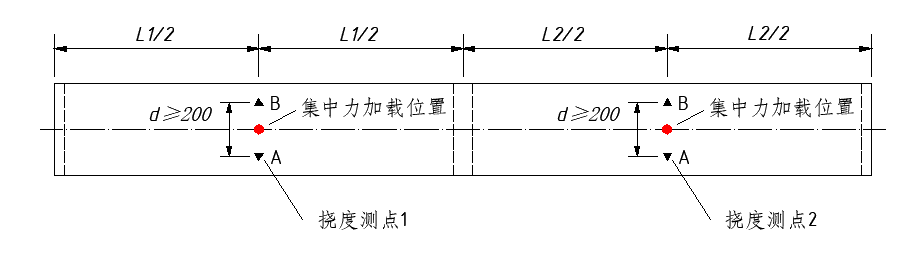 L1/2 L1/2 L2/2 L2/2
B B
d≥200 集中力加载位置 d≥200 集中力加载位置
A A
挠度测点1 挠度测点2